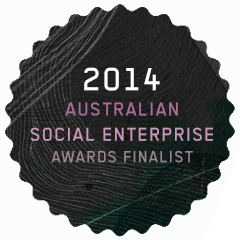 2014
AUSTRALIAN
SOCIAL ENTERPRISE
AWARDS FINALIST